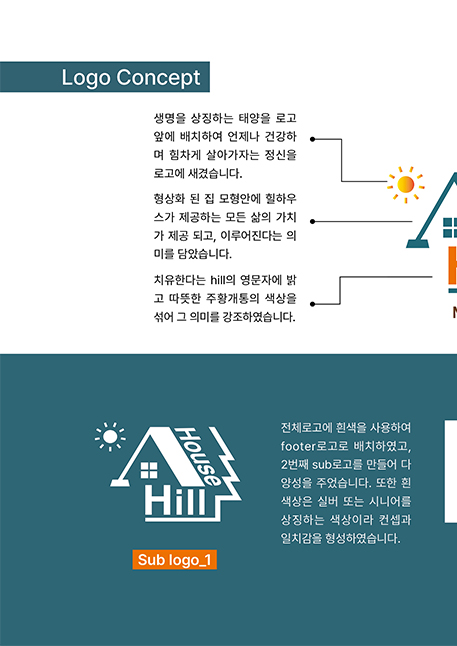 Logo Concept
생명을 상징하는 태양을 로고
앞에 배치하여 언제나 건강하
며 힘차게 살아가자는 정신을
로고에 새겼습니다.
형상화 된 집 모형안에 힐하우
스가 제공하는 모든 삶의 가치
가 제공 되고, 이루어진다는 의
미를 담았습니다.
치유한다는 hill의 영문자에 밝
고 따뜻한 주황개통의 색상을
섞어 그 의미를 강조하였습니다.
House
Hill
Sub logo_1
전체로고에 흰색을 사용하여
footer로고로 배치하였고,
2번째 sub로고를 만들어 다
양성을 주었습니다. 또한 흰
색상은 실버 또는 시니어를
상징하는 색상이라 컨셉과
일치감을 형성하였습니다.